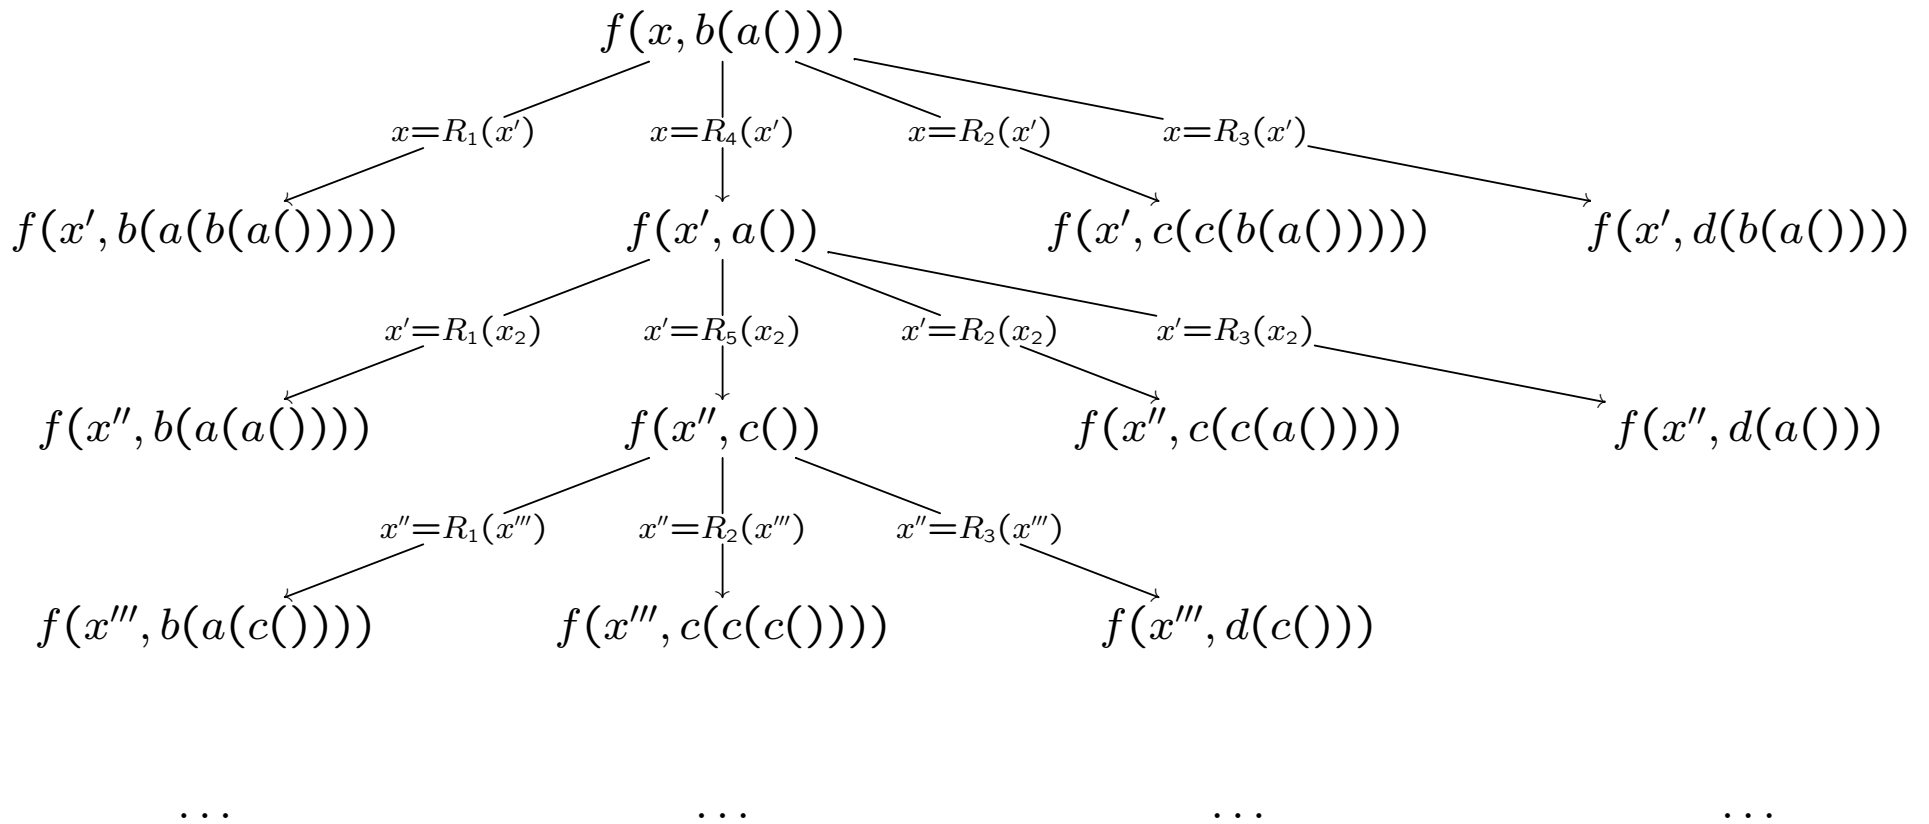 f(x, b(a()))
x=R₁(x′) x=R₄(x′) x=R₂(x′) x=R₃(x′)
f(x′, b(a(b(a())))) f(x′, a()) f(x′, c(c(b(a())))) f(x′, d(b(a())))
x′=R₁(x₂) x′=R₅(x₂) x′=R₂(x₂) x′=R₃(x₂)
f(x″, b(a(a()))) f(x″, c()) f(x″, c(c(a()))) f(x″, d(a()))
x″=R₁(x‴) x″=R₂(x‴) x″=R₃(x‴)
f(x‴, b(a(c()))) f(x‴, c(c(c()))) f(x‴, d(c()))
... ... ... ...